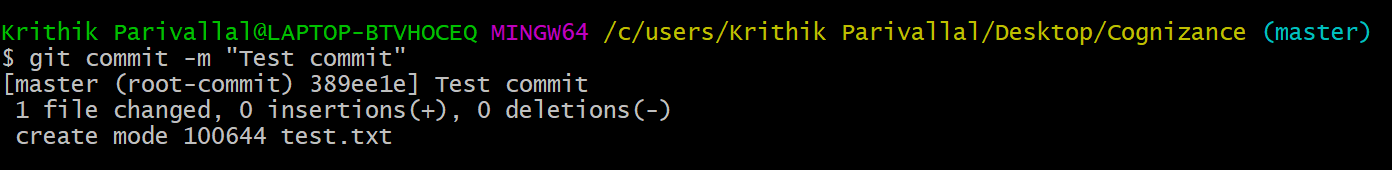 Krithik Parivallal@LAPTOP-BTVHOCEQ MINGW64 /c/users/Krithik Parivallal/Desktop/Cognizance (master)
$ git commit -m "Test commit"
[master (root-commit) 389ee1e] Test commit
 1 file changed, 0 insertions(+), 0 deletions(-)
 create mode 100644 test.txt